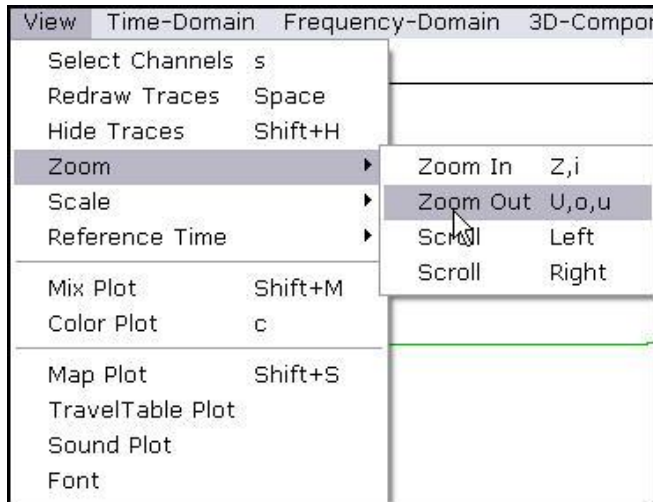 View Time-Domain Frequency-Domain 3D-Compor
Select Channels s
Redraw Traces Space
Hide Traces Shift+H
Zoom
Scale
Reference Time
Mix Plot Shift+M
Color Plot c
Map Plot Shift+S
TravelTable Plot
Sound Plot
Font
Zoom In Z,i
Zoom Out U,o,u
Scroll Left
Scroll Right